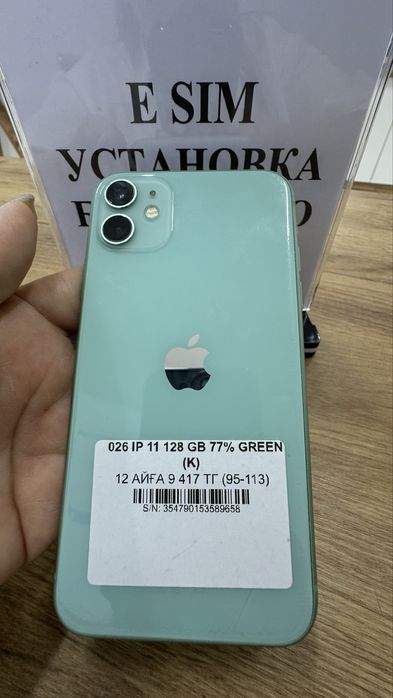 E SIM
УСТАНОВКА
026 IP 11 128 GB 77% GREEN
(K)
12 АЙҒА 9 417 ТГ (95-113)
S/N: 354790153589658